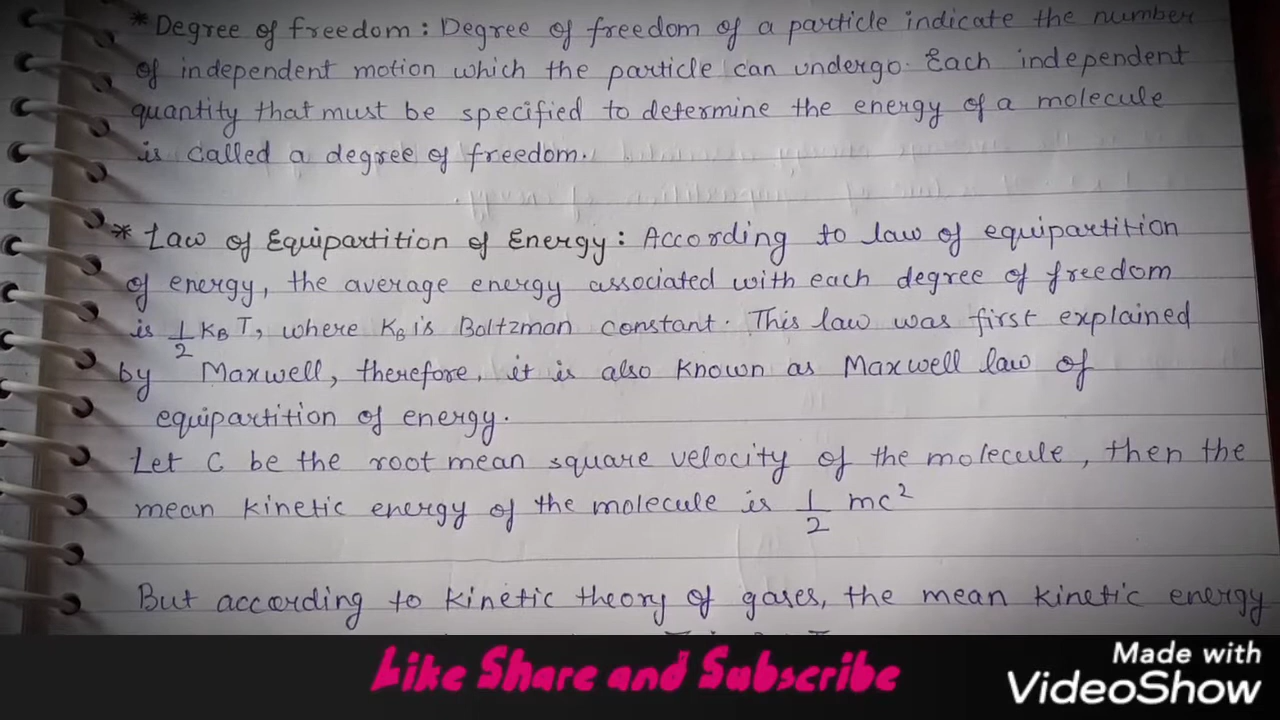 * Degree of freedom : Degree of freedom of a particle indicate the number
of independent motion which the particle can undergo. Each independent
quantity that must be specified to determine the energy of a molecule
is called a degree of freedom.
* Law of Equipartition of Energy : According to law of equipartition
of energy, the average energy associated with each degree of freedom
is 1/2 KB T, where KB is Boltzman constant. This law was first explained
by Maxwell, therefore, it is also known as Maxwell law of
equipartition of energy.
Let C be the root mean square velocity of the molecule, then the
mean kinetic energy of the molecule is 1/2 mc²
But according to kinetic theory of gases, the mean kinetic energy
Like Share and Subscribe
Made with
VideoShow